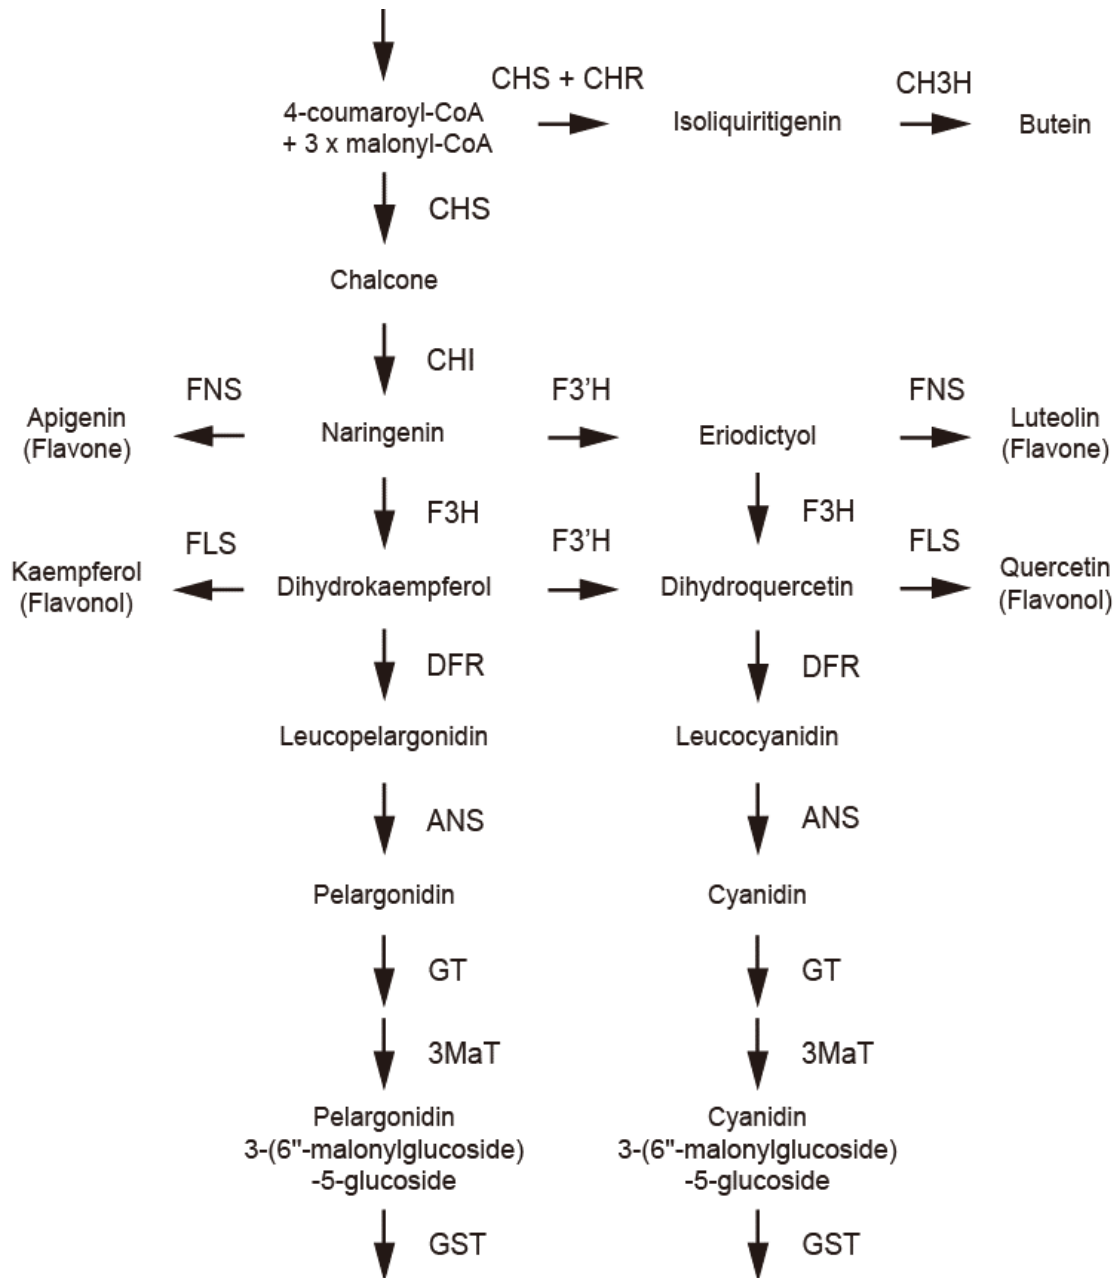 CHS + CHR
CH3H
4-coumaroyl-CoA
+ 3 x malonyl-CoA
Isoliquiritigenin
Butein
CHS
Chalcone
CHI
FNS
F3'H
FNS
Apigenin
(Flavone)
Naringenin
Eriodictyol
Luteolin
(Flavone)
F3H
F3H
FLS
F3'H
FLS
Kaempferol
(Flavonol)
Dihydrokaempferol
Dihydroquercetin
Quercetin
(Flavonol)
DFR
DFR
Leucopelargonidin
Leucocyanidin
ANS
ANS
Pelargonidin
Cyanidin
GT
GT
3MaT
3MaT
Pelargonidin
3-(6"-malonylglucoside)
-5-glucoside
Cyanidin
3-(6"-malonylglucoside)
-5-glucoside
GST
GST